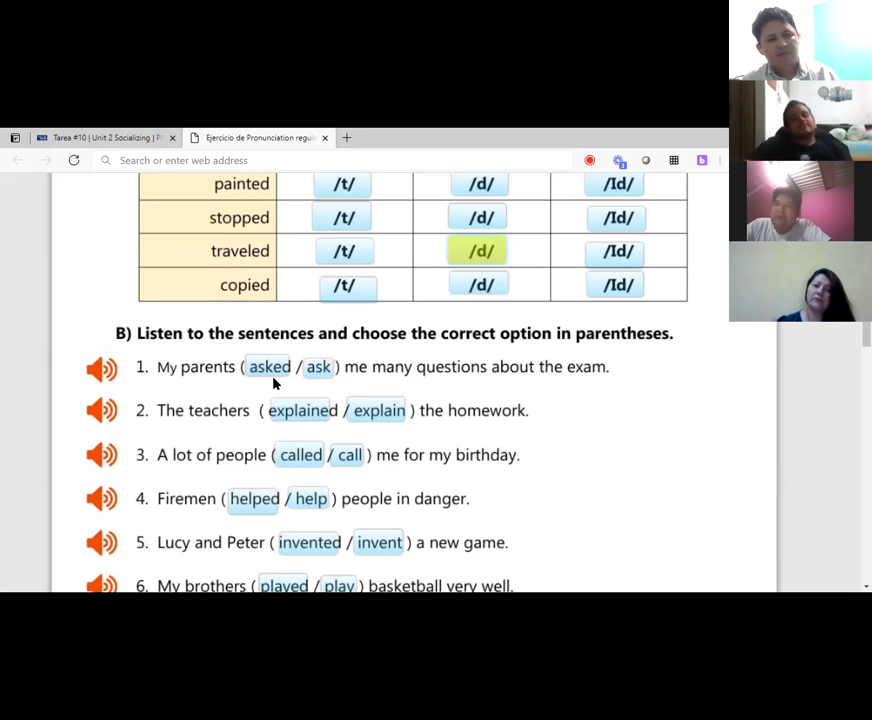 Tarea #10 | Unit 2 Socializing | Pl
Ejercicio de Pronunciation regula
Search or enter web address
painted /t/ /d/ /Id/
stopped /t/ /d/ /Id/
traveled /t/ /d/ /Id/
copied /t/ /d/ /Id/
B) Listen to the sentences and choose the correct option in parentheses.
1. My parents ( asked / ask ) me many questions about the exam.
2. The teachers ( explained / explain ) the homework.
3. A lot of people ( called / call ) me for my birthday.
4. Firemen ( helped / help ) people in danger.
5. Lucy and Peter ( invented / invent ) a new game.
6. My brothers ( played / play ) basketball very well.